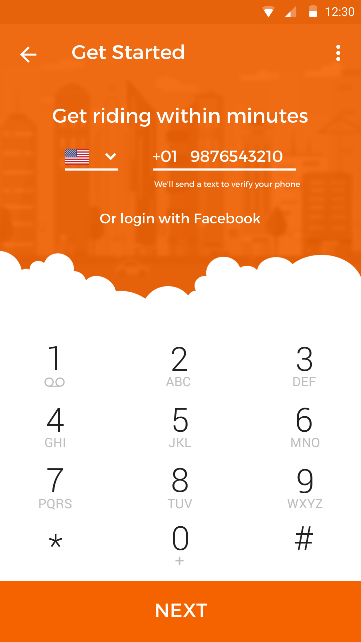 12:30
Get Started
Get riding within minutes
+01 9876543210
We'll send a text to verify your phone
Or login with Facebook
1 2 3
ABC DEF
4 5 6
GHI JKL MNO
7 8 9
PQRS TUV WXYZ
* 0 #
+
NEXT